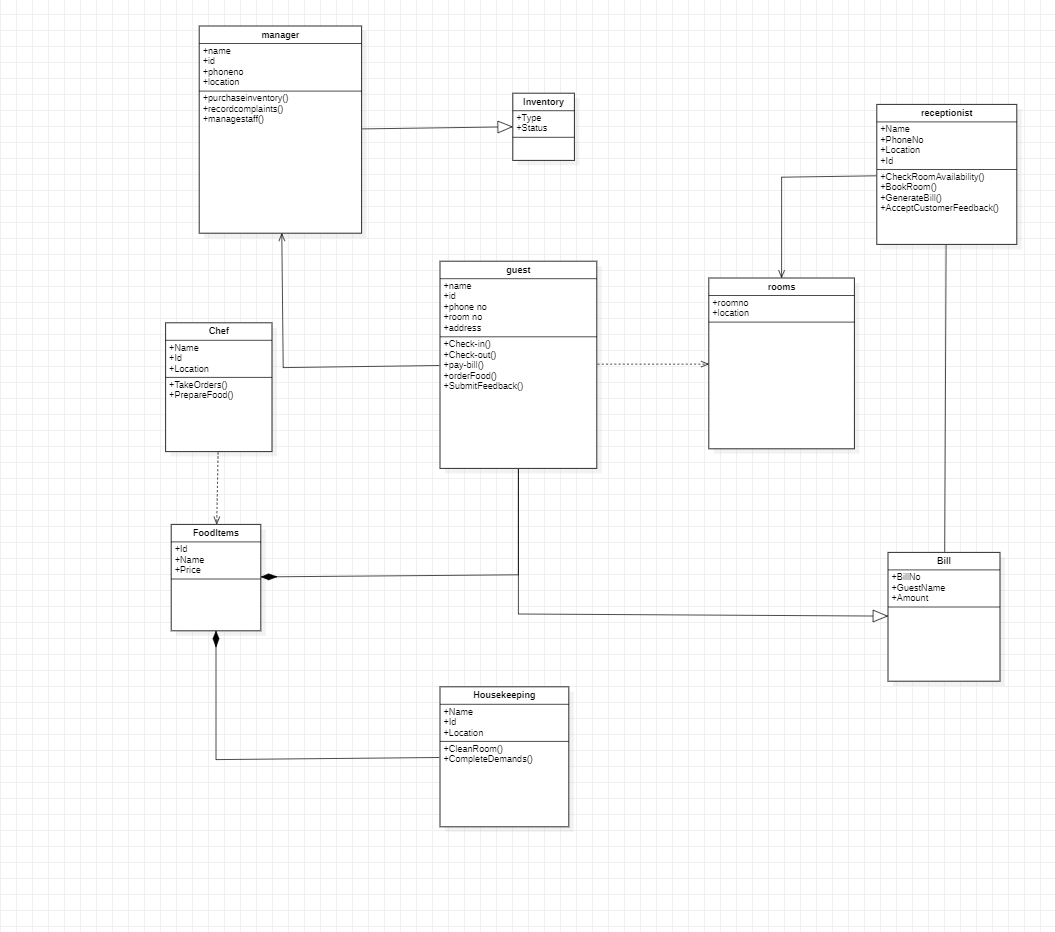 manager
+name
+id
+phoneno
+location
+purchaseinventory()
+recordcomplaints()
+managestaff()
Inventory
+Type
+Status
receptionist
+Name
+PhoneNo
+Location
+Id
+CheckRoomAvailability()
+BookRoom()
+GenerateBill()
+AcceptCustomerFeedback()
guest
+name
+id
+phone no
+room no
+address
+Check-in()
+Check-out()
+pay-bill()
+orderFood()
+SubmitFeedback()
rooms
+roomno
+location
Chef
+Name
+Id
+Location
+TakeOrders()
+PrepareFood()
FoodItems
+Id
+Name
+Price
Bill
+BillNo
+GuestName
+Amount
Housekeeping
+Name
+Id
+Location
+CleanRoom()
+CompleteDemands()